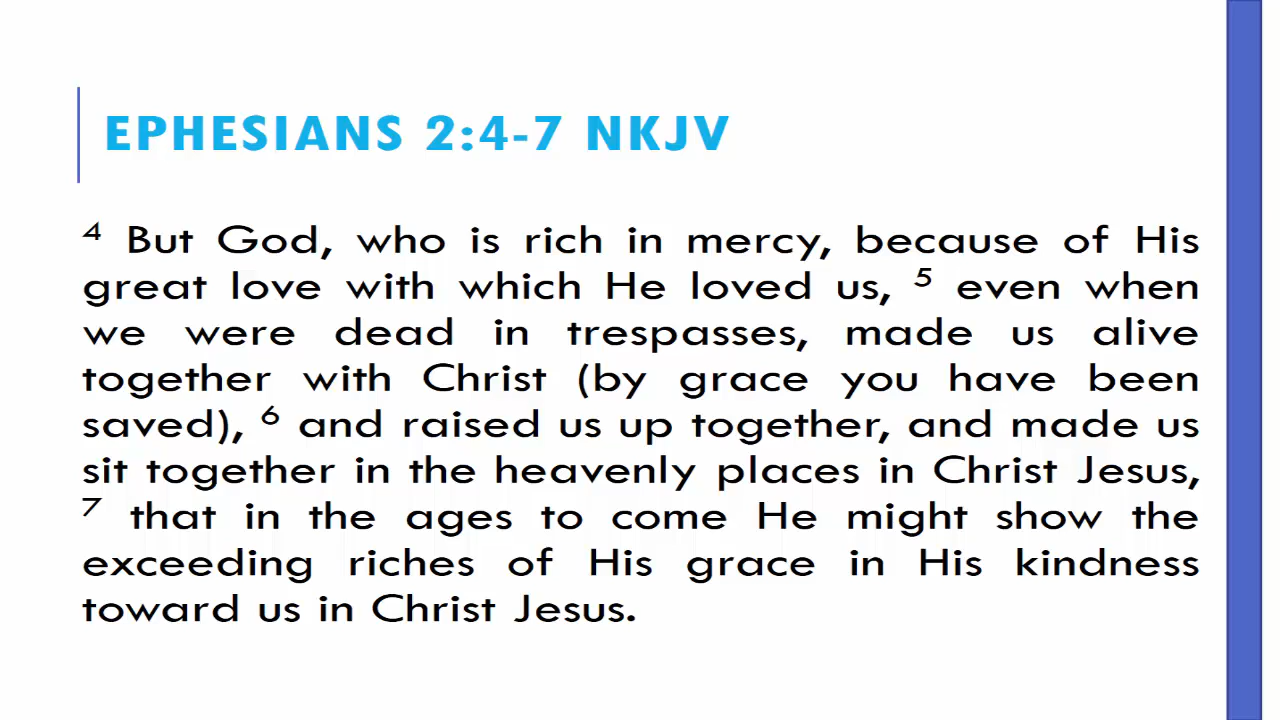 EPHESIANS 2:4-7 NKJV
4 But God, who is rich in mercy, because of His
great love with which He loved us, 5 even when
we were dead in trespasses, made us alive
together with Christ (by grace you have been
saved), 6 and raised us up together, and made us
sit together in the heavenly places in Christ Jesus,
7 that in the ages to come He might show the
exceeding riches of His grace in His kindness
toward us in Christ Jesus.